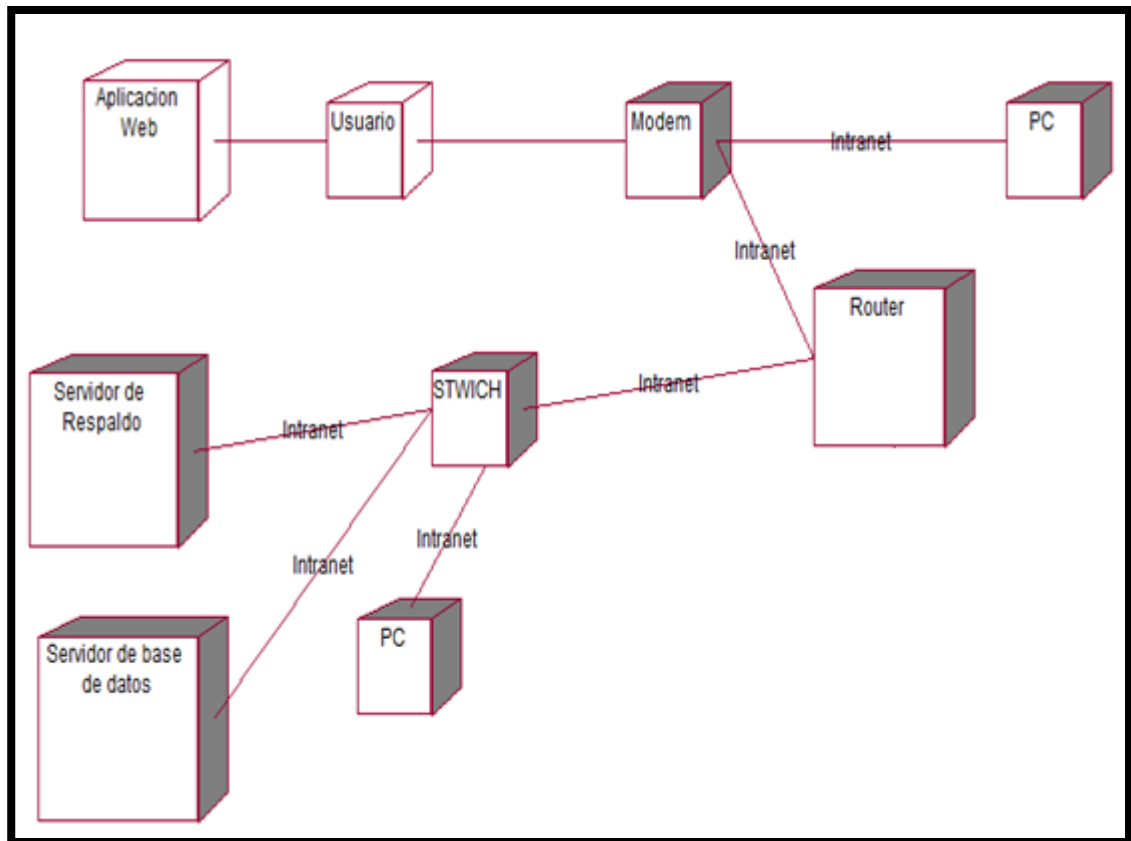 Aplicacion
Web
Usuario
Modem
Intranet
PC
Intranet
Router
Servidor de
Respaldo
STWICH
Intranet
Intranet
Intranet
Intranet
Servidor de base
de datos
PC